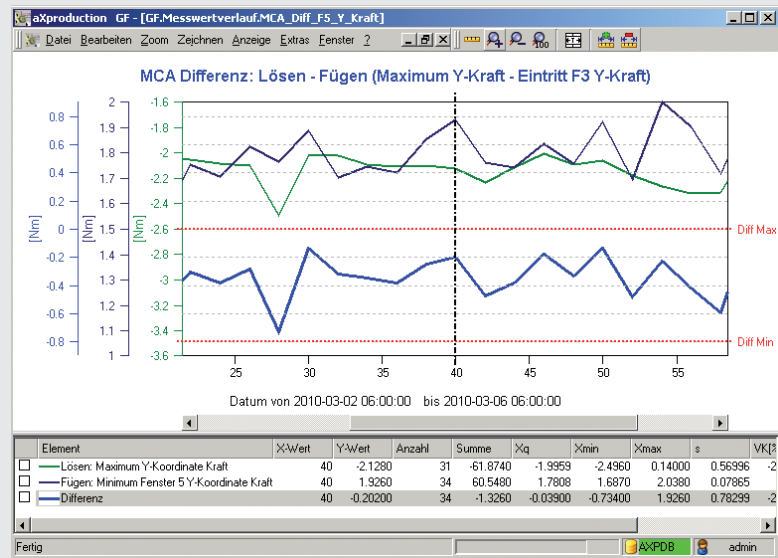 aXproduction GF - [GF.Messwertverlauf.MCA_Diff_F5_Y_Kraft]
Datei Bearbeiten Zoom Zeichnen Anzeige Extras Fenster ?
100
MCA Differenz: Lösen - Fügen (Maximum Y-Kraft - Eintritt F3 Y-Kraft)
0.8
0.6
0.4
0.2
0
-0.2
-0.4
-0.6
-0.8
[Nm]
2
1.9
1.8
1.7
1.6
1.5
1.4
1.3
1.2
1.1
1
[Nm]
-1.6
-1.8
-2
-2.2
-2.4
-2.6
-2.8
-3
-3.2
-3.4
-3.6
[Nm]
Diff Max
Diff Min
25 30 35 40 45 50 55
Datum von 2010-03-02 06:00:00 bis 2010-03-06 06:00:00
Element X-Wert Y-Wert Anzahl Summe Xq Xmin Xmax s VK[%
Lösen: Maximum Y-Koordinate Kraft 40 -2.1280 31 -61.8740 -1.9959 -2.4960 0.14000 0.56996 -2
Fügen: Minimum Fenster 5 Y-Koordinate Kraft 40 1.9260 34 60.5480 1.7808 1.6870 2.0380 0.07865
Differenz 40 -0.20200 34 -1.3260 -0.03900 -0.73400 1.9260 0.78299 -2
Fertig AXPDB admin